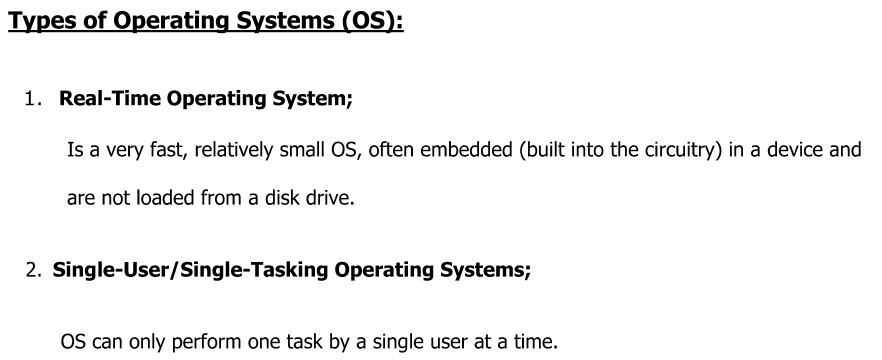 Types of Operating Systems (OS):
1. Real-Time Operating System;
Is a very fast, relatively small OS, often embedded (built into the circuitry) in a device and
are not loaded from a disk drive.
2. Single-User/Single-Tasking Operating Systems;
OS can only perform one task by a single user at a time.